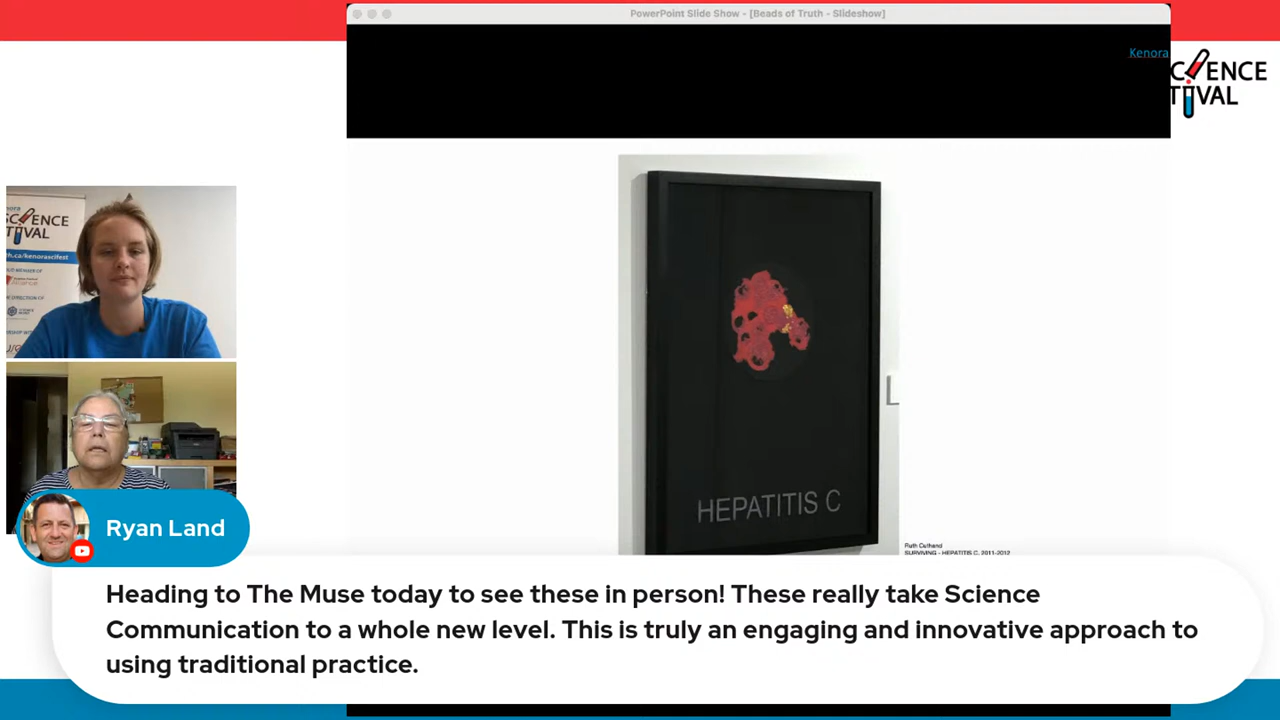 PowerPoint Slide Show - [Beads of Truth - Slideshow]
Kenora
CIENCE
TIVAL
SCIENCE
IVAL
HEPATITIS C
L
Ruth Cuthand
SURVIVING - HEPATITIS C, 2011-2012
Ryan Land
Heading to The Muse today to see these in person! These really take Science
Communication to a whole new level. This is truly an engaging and innovative approach to
using traditional practice.